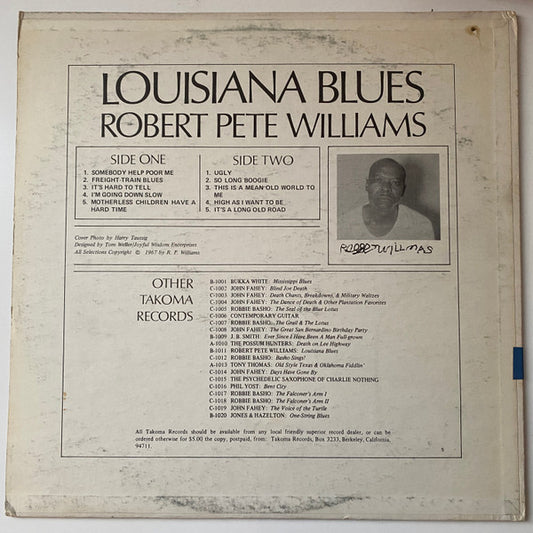 LOUISIANA BLUES
ROBERT PETE WILLIAMS
SIDE ONE
1. SOMEBODY HELP POOR ME
2. FREIGHT-TRAIN BLUES
3. IT'S HARD TO TELL
4. I'M GOING DOWN SLOW
5. MOTHERLESS CHILDREN HAVE A
HARD TIME
SIDE TWO
1. UGLY
2. SO LONG BOOGIE
3. THIS IS A MEAN OLD WORLD TO
ME
4. HIGH AS I WANT TO BE
5. IT'S A LONG OLD ROAD
Cover Photo by Harry Taussig
Designed by Tom Weller/Joyful Wisdom Enterprises
All Selections Copyright © 1967 by R. P. Williams
OTHER
TAKOMA
RECORDS
B-1001 BUKKA WHITE: Mississippi Blues
C-1002 JOHN FAHEY: Blind Joe Death
C-1003 JOHN FAHEY: Death Chants, Breakdowns, & Military Waltzes
C-1004 JOHN FAHEY: The Dance of Death & Other Plantation Favorites
C-1005 ROBBIE BASHO: The Seal of the Blue Lotus
C-1006 CONTEMPORARY GUITAR
C-1007 ROBBIE BASHO: The Grail & The Lotus
C-1008 JOHN FAHEY: The Great San Bernardino Birthday Party
B-1009 J. B. SMITH: Ever Since I Have Been A Man Full-grown
A-1010 THE POSSUM HUNTERS: Death on Lee Highway
B-1011 ROBERT PETE WILLIAMS: Louisiana Blues
C-1012 ROBBIE BASHO: Basho Sings!
A-1013 TONY THOMAS: Old Style Texas & Oklahoma Fiddlin'
C-1014 JOHN FAHEY: Days Have Gone By
C-1015 THE PSYCHEDELIC SAXOPHONE OF CHARLIE NOTHING
C-1016 PHIL YOST: Bent City
C-1017 ROBBIE BASHO: The Falconer's Arm I
C-1018 ROBBIE BASHO: The Falconer's Arm II
C-1019 JOHN FAHEY: The Voice of the Turtle
B-1020 JONES & HAZELTON: One-String Blues
All Takoma Records should be available from any local friendly superior record dealer, or can be
ordered otherwise for $5.00 the copy, postpaid, from: Takoma Records, Box 3233, Berkeley, California,
94711.